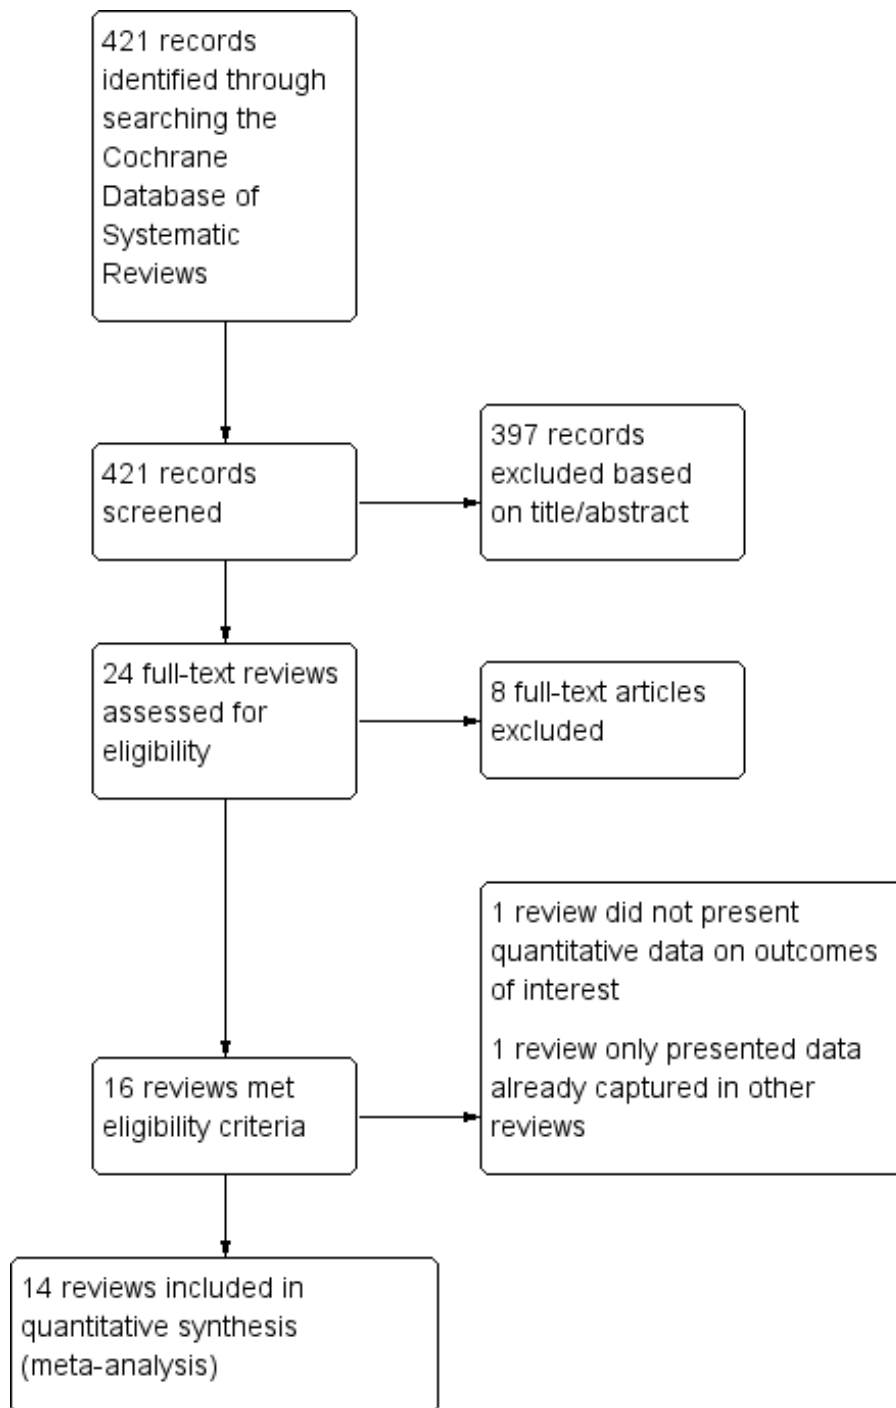 421 records
identified through
searching the
Cochrane
Database of
Systematic
Reviews
421 records
screened
397 records
excluded based
on title/abstract
24 full-text reviews
assessed for
eligibility
8 full-text articles
excluded
16 reviews met
eligibility criteria
1 review did not present
quantitative data on outcomes
of interest
1 review only presented data
already captured in other
reviews
14 reviews included in
quantitative synthesis
(meta-analysis)